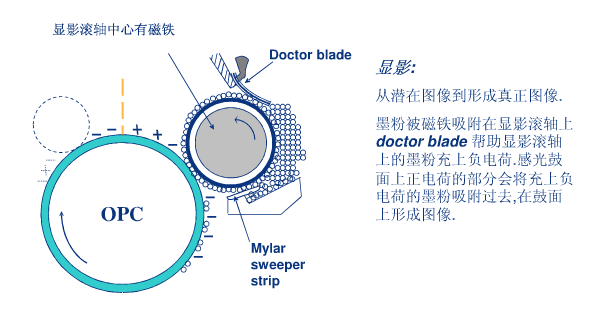 显影滚轴中心有磁铁
Doctor blade
显影:
从潜在图像到形成真正图像.
墨粉被磁铁吸附在显影滚轴上
doctor blade 帮助显影滚轴
上的墨粉充上负电荷.感光鼓
面上正电荷的部分会将充上负
电荷的墨粉吸附过去,在鼓面
上形成图像.
OPC
Mylar
sweeper
strip